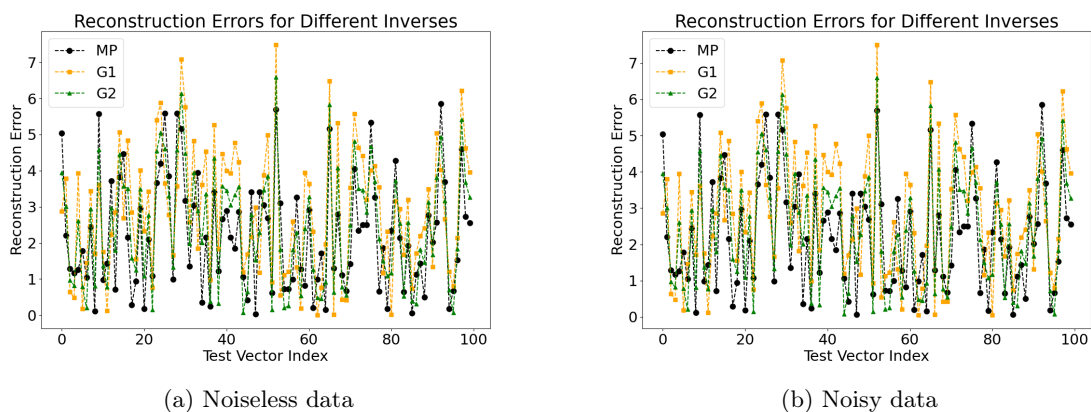 Reconstruction Errors for Different Inverses
MP
G1
G2
Reconstruction Error
7
6
5
4
3
2
1
0
0 20 40 60 80 100
Test Vector Index
(a) Noiseless data
Reconstruction Errors for Different Inverses
MP
G1
G2
Reconstruction Error
7
6
5
4
3
2
1
0
0 20 40 60 80 100
Test Vector Index
(b) Noisy data